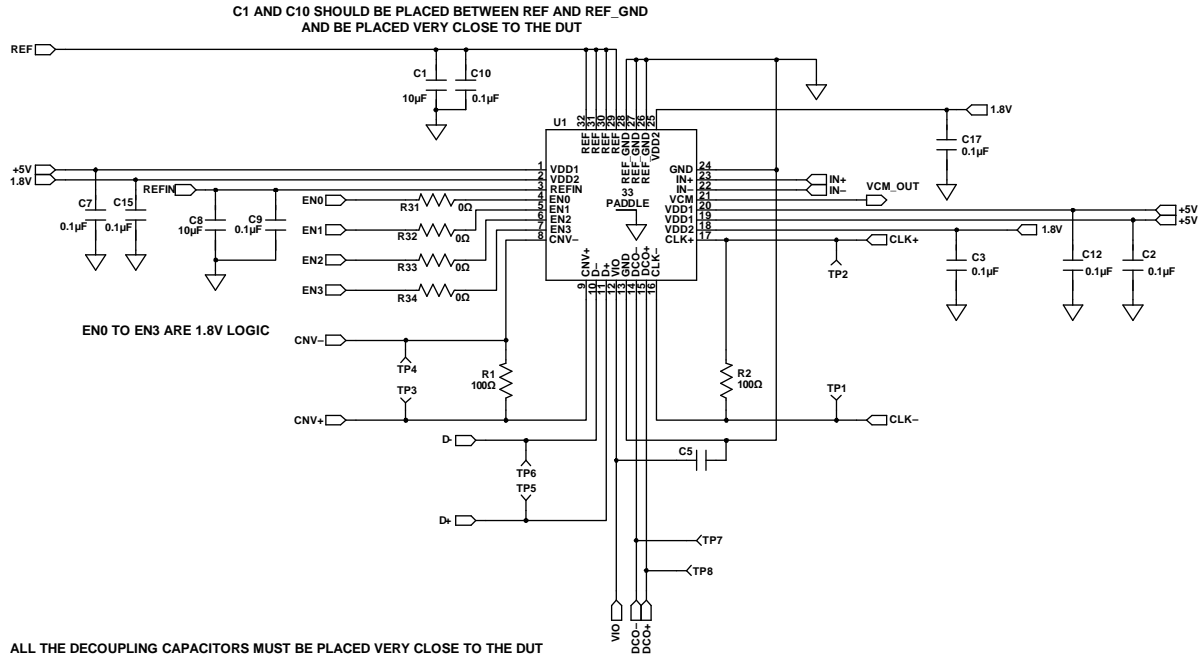 C1 AND C10 SHOULD BE PLACED BETWEEN REF AND REF_GND
AND BE PLACED VERY CLOSE TO THE DUT
REF
C1
10µF
C10
0.1µF
1.8V
C17
0.1µF
U1
32
31
30
29
28
27
26
25
REF
REF
REF
REF
REF_GND
REF_GND
REF_GND
VDD2
33
PADDLE
+5V
1.8V
REFIN
C7
0.1µF
C15
0.1µF
C8
10µF
C9
0.1µF
EN0
R31
0Ω
EN1
R32
0Ω
EN2
R33
0Ω
EN3
R34
0Ω
1
VDD1
2
VDD2
3
REFIN
4
EN0
5
EN1
6
EN2
7
EN3
8
CNV–
24
GND
23
IN+
22
IN–
21
VCM
20
VDD1
19
VDD1
18
VDD2
17
CLK+
CNV+
D–
D+
VIO
GND
DCO–
DCO+
CLK–
9
10
11
12
13
14
15
16
IN+
IN–
VCM_OUT
+5V
+5V
1.8V
CLK+
TP2
C3
0.1µF
C12
0.1µF
C2
0.1µF
EN0 TO EN3 ARE 1.8V LOGIC
CNV–
TP4
TP3
CNV+
R1
100Ω
R2
100Ω
TP1
CLK–
D-
TP6
TP5
D+
C5
TP7
TP8
VIO
DCO–
DCO+
ALL THE DECOUPLING CAPACITORS MUST BE PLACED VERY CLOSE TO THE DUT